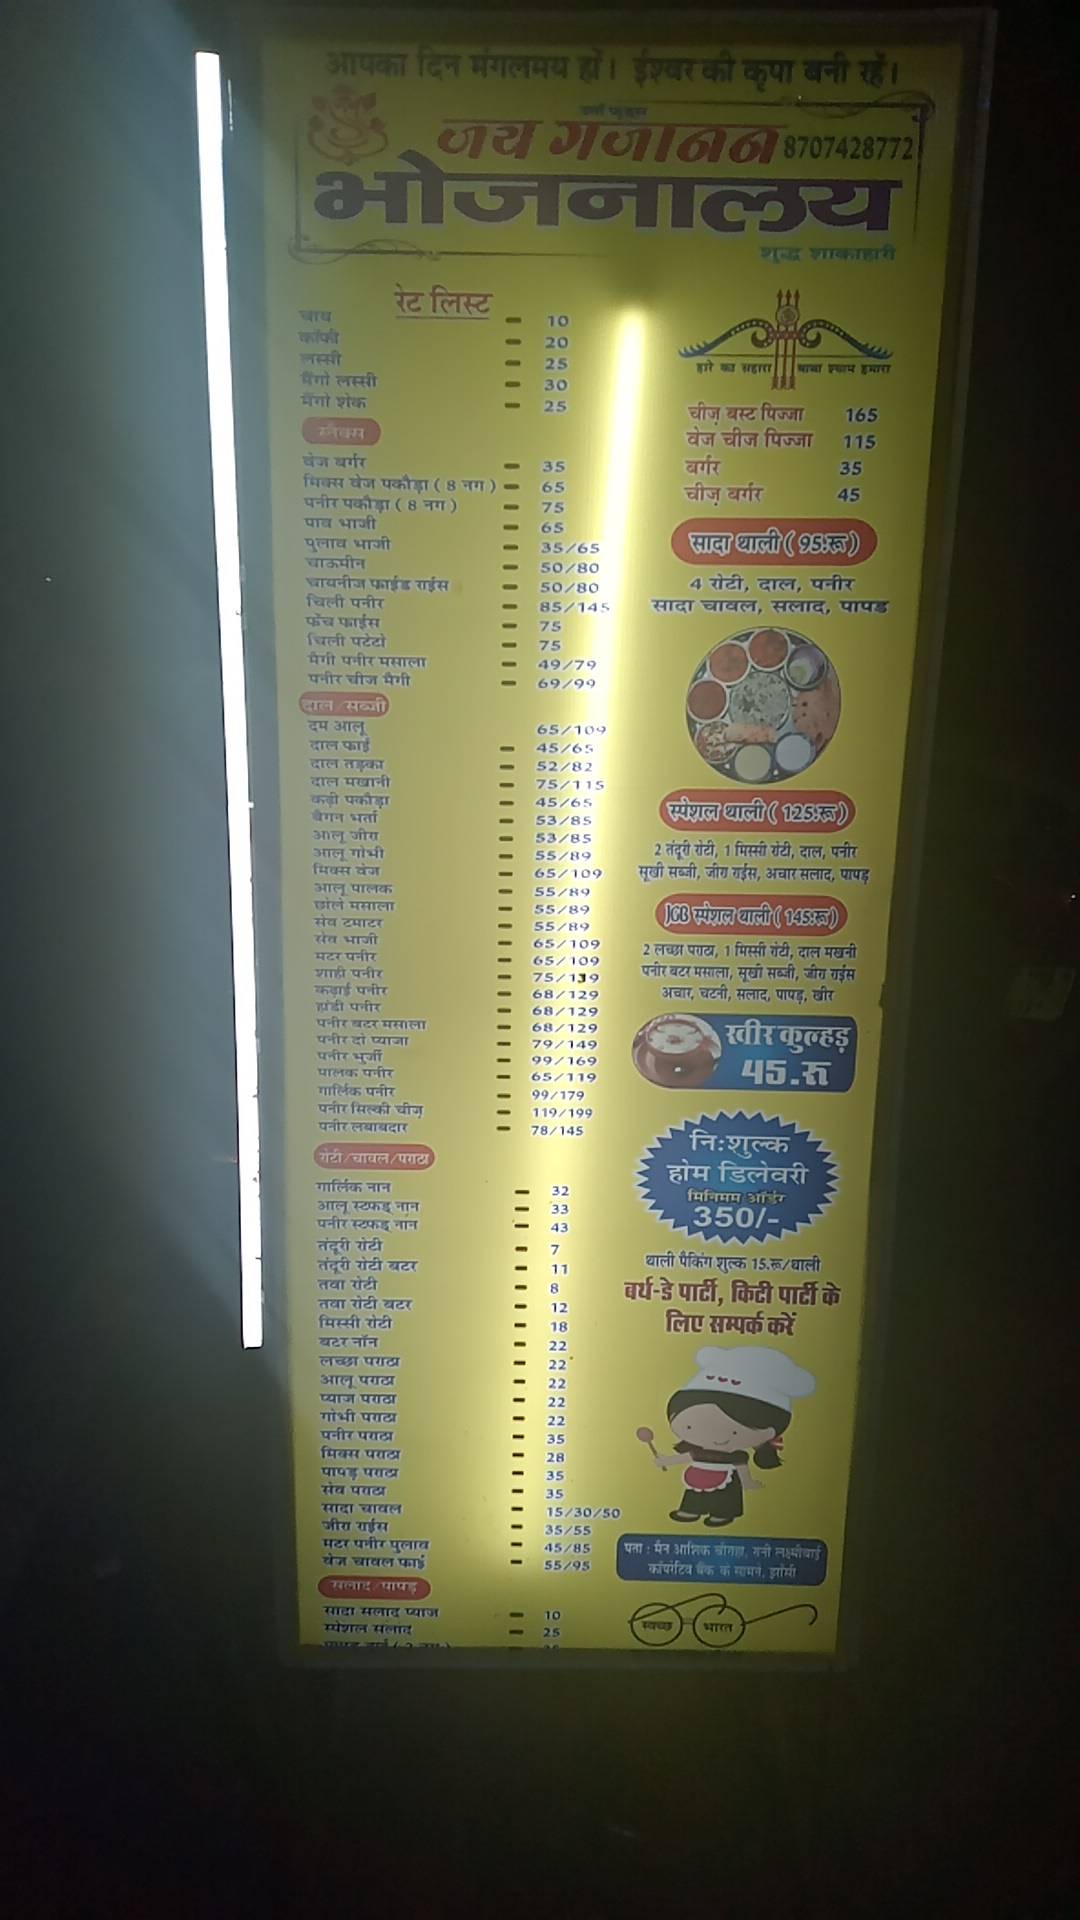 आपका दिन मंगलमय हो। ईश्वर की कृपा बनी रहें।
जय गजानन 8707428772
भोजनालय
शुद्ध शाकाहारी
रेट लिस्ट
चाय - 10
कॉफी - 20
लस्सी - 25
मैंगो लस्सी - 30
मैंगो शेक - 25
स्नैक्स
वेज बर्गर - 35
मिक्स वेज पकौड़ा ( 8 नग ) - 65
पनीर पकौड़ा ( 8 नग ) - 75
पाव भाजी - 65
पुलाव भाजी - 35/65
चाऊमीन - 50/80
चायनीज फ्राईड राईस - 50/80
चिली पनीर - 85/145
फ्रेंच फ्राईस - 75
चिली पटेटो - 75
मैगी पनीर मसाला - 49/79
पनीर चीज मैगी - 69/99
दाल/सब्जी
दम आलू 65/109
दाल फ्राई - 45/65
दाल तड़का - 52/82
दाल मखानी - 75/115
कढ़ी पकौड़ा - 45/65
बैगन भर्ता - 53/85
आलू जीरा - 53/85
आलू गोभी - 55/89
मिक्स वेज - 65/109
आलू पालक - 55/89
छोले मसाला - 55/89
सेव टमाटर - 55/89
सेव भाजी - 65/109
मटर पनीर - 65/109
शाही पनीर - 75/139
कढ़ाई पनीर - 68/129
हांडी पनीर - 68/129
पनीर बटर मसाला - 68/129
पनीर दो प्याजा - 79/149
पनीर भुर्जी - 99/169
पालक पनीर - 65/119
गार्लिक पनीर - 99/179
पनीर सिल्की चीज़ - 119/199
पनीर लबाबदार - 78/145
रोटी/चावल/पराठा
गार्लिक नान - 32
आलू स्टफड् नान - 33
पनीर स्टफड् नान - 43
तंदूरी रोटी - 7
तंदूरी रोटी बटर - 11
तवा रोटी - 8
तवा रोटी बटर - 12
मिस्सी रोटी - 18
बटर नॉन - 22
लच्छा पराठा - 22
आलू पराठा - 22
प्याज पराठा - 22
गोभी पराठा - 22
पनीर पराठा - 35
मिक्स पराठा - 28
पापड़ पराठा - 35
सेव पराठा - 35
सादा चावल - 15/30/50
जीरा राईस - 35/55
मटर पनीर पुलाव - 45/85
वेज चावल फ्राई - 55/95
सलाद/पापड़
सादा सलाद प्याज - 10
स्पेशल सलाद - 25
हारे का सहारा बाबा श्याम हमारा
चीज़ बस्ट पिज्जा 165
वेज चीज पिज्जा 115
बर्गर 35
चीज़ बर्गर 45
सादा थाली ( 95:रू )
4 रोटी, दाल, पनीर
सादा चावल, सलाद, पापड
स्पेशल थाली ( 125:रू )
2 तंदूरी रोटी, 1 मिस्सी रोटी, दाल, पनीर
सूखी सब्जी, जीरा राईस, अचार सलाद, पापड़
JGB स्पेशल थाली ( 145:रू )
2 लच्छा पराठा, 1 मिस्सी रोटी, दाल मखनी
पनीर बटर मसाला, सूखी सब्जी, जीरा राईस
अचार, चटनी, सलाद, पापड़, खीर
खीर कुल्हड़
45.रू
नि:शुल्क
होम डिलेवरी
मिनिमम ऑर्डर
350/-
थाली पैकिंग शुल्क 15.रू/थाली
बर्थ-डे पार्टी, किटी पार्टी के
लिए सम्पर्क करें
पता : मैन आशिक चौराहा, रानी लक्ष्मीबाई
कॉपरेटिव बैंक के सामने, झाँसी
स्वच्छ भारत